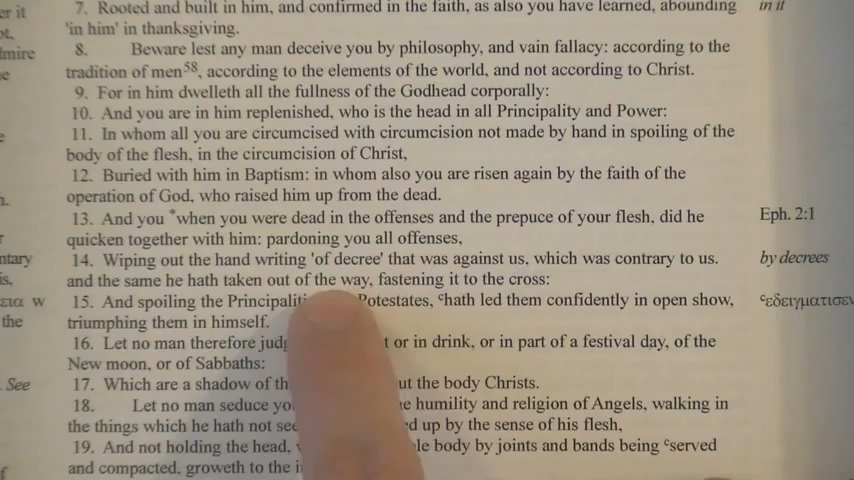 er it
7. Rooted and built in him, and confirmed in the faith, as also you have learned, abounding in it
'in him' in thanksgiving.
8. Beware lest any man deceive you by philosophy, and vain fallacy: according to the
mire
tradition of men58, according to the elements of the world, and not according to Christ.
9. For in him dwelleth all the fullness of the Godhead corporally:
10. And you are in him replenished, who is the head in all Principality and Power:
11. In whom all you are circumcised with circumcision not made by hand in spoiling of the
body of the flesh, in the circumcision of Christ,
12. Buried with him in Baptism: in whom also you are risen again by the faith of the
operation of God, who raised him up from the dead.
13. And you *when you were dead in the offenses and the prepuce of your flesh, did he Eph. 2:1
quicken together with him: pardoning you all offenses,
ntary 14. Wiping out the hand writing 'of decree' that was against us, which was contrary to us. by decrees
is, and the same he hath taken out of the way, fastening it to the cross:
εια w 15. And spoiling the Principaliti Potestates, ᶜhath led them confidently in open show, ᶜεδειγματισεν
the triumphing them in himself.
16. Let no man therefore judg t or in drink, or in part of a festival day, of the
New moon, or of Sabbaths:
See 17. Which are a shadow of th ut the body Christs.
18. Let no man seduce yo e humility and religion of Angels, walking in
the things which he hath not see d up by the sense of his flesh,
19. And not holding the head, le body by joints and bands being ᶜserved
f and compacted, groweth to the i